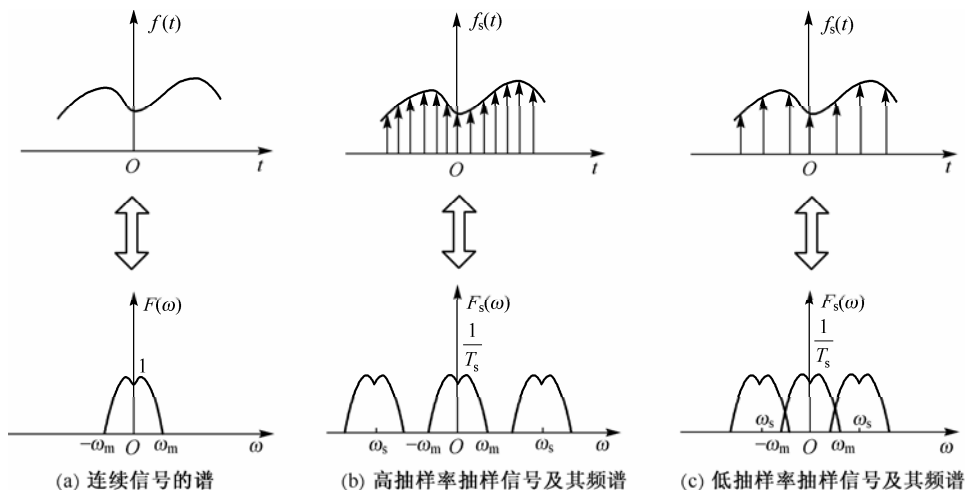 f(t)
O
t
F(ω)
1
−ωm
O
ωm
ω
(a) 连续信号的谱
fs(t)
O
t
Fs(ω)
1
Ts
ωs
−ωm
O
ωm
ωs
ω
(b) 高抽样率抽样信号及其频谱
fs(t)
O
t
Fs(ω)
1
Ts
ωs
−ωm
O
ωm
ωs
ω
(c) 低抽样率抽样信号及其频谱